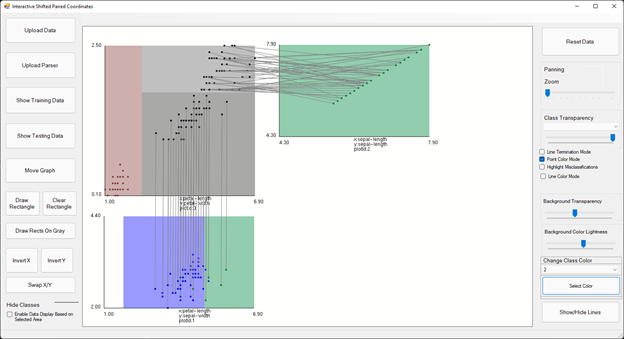 Interactive Shifted Paired Coordinates
Upload Data
Upload Parser
Show Training Data
Show Testing Data
Move Graph
Draw Rectangle
Clear Rectangle
Draw Rects On Gray
Invert X
Invert Y
Swap X/Y
Hide Classes
Enable Data Display Based on Selected Area
2.50
0.10
1.00
6.90
x:petal-length
y:petal-width
7.90
4.30
7.90
x:sepal-length
y:sepal-length
plotId:2
4.40
2.00
1.00
6.90
x:petal-length
y:sepal-width
plotId:1
Reset Data
Panning
Zoom
Class Transparency
Line Termination Mode
Point Color Mode
Highlight Misclassifications
Line Color Mode
Background Transparency
Background Color Lightness
Change Class Color
2
Select Color
Show/Hide Lines